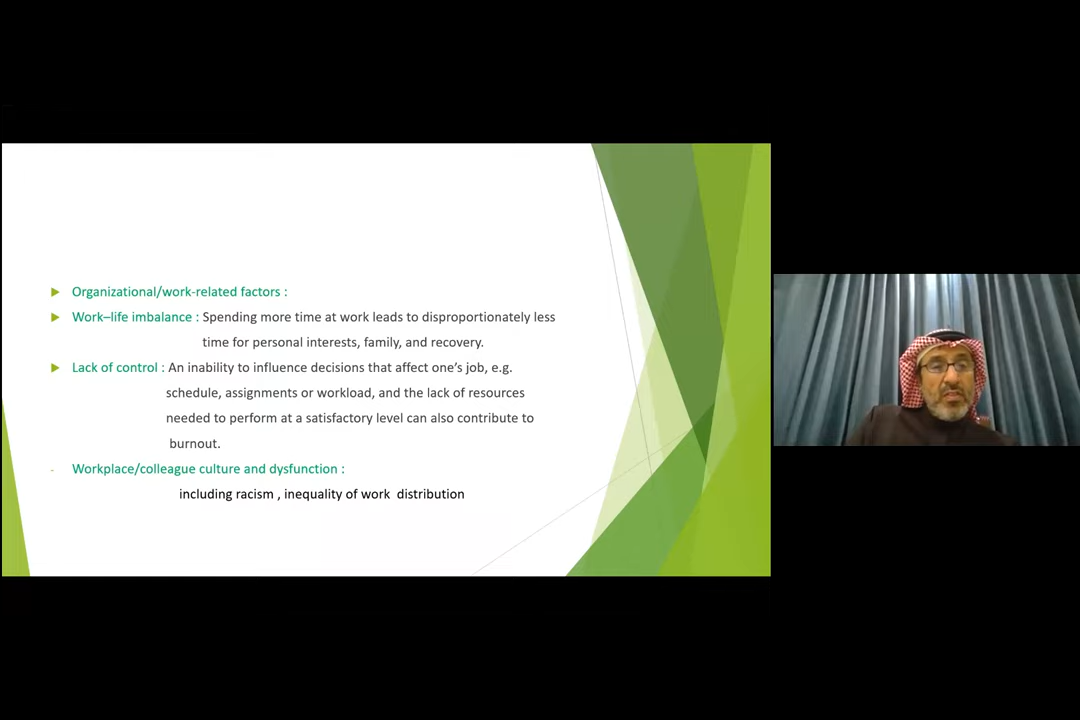 Organizational/work-related factors :
Work–life imbalance : Spending more time at work leads to disproportionately less
time for personal interests, family, and recovery.
Lack of control : An inability to influence decisions that affect one’s job, e.g.
schedule, assignments or workload, and the lack of resources
needed to perform at a satisfactory level can also contribute to
burnout.
- Workplace/colleague culture and dysfunction :
including racism , inequality of work distribution